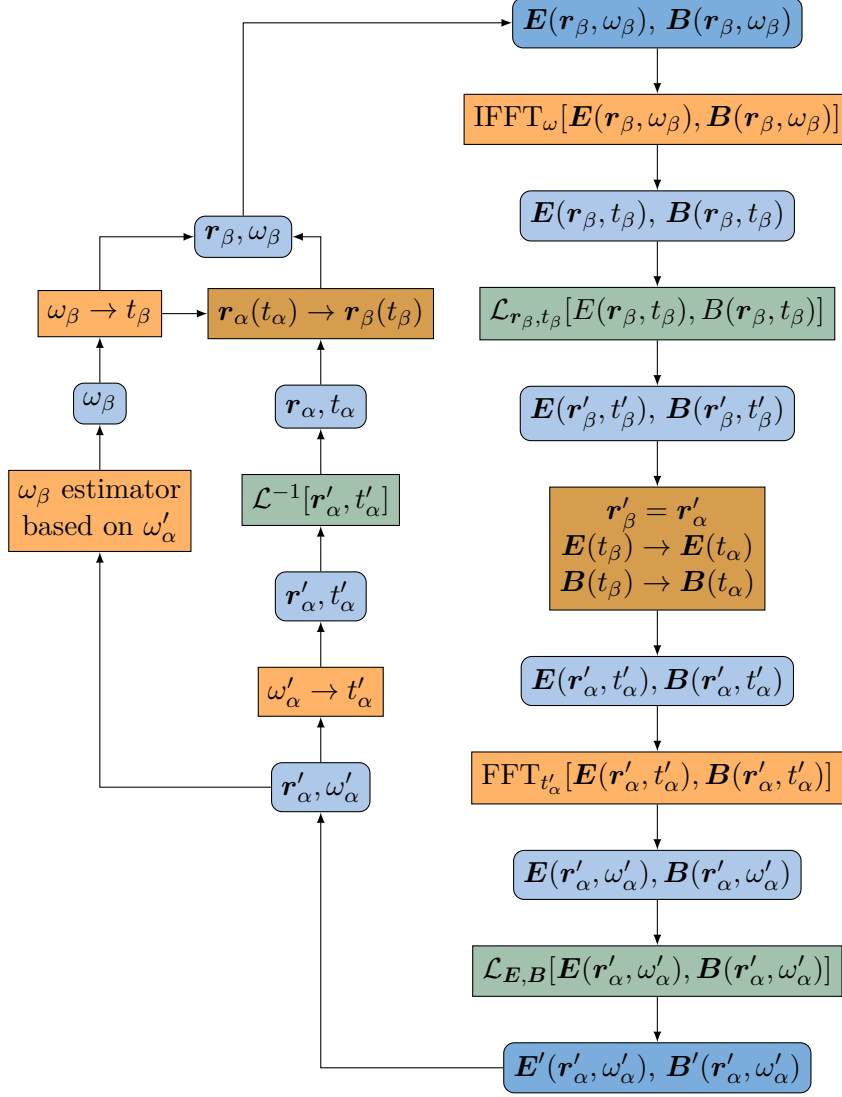 𝑬(𝒓_β, ω_β), 𝑩(𝒓_β, ω_β)
IFFT_ω[𝑬(𝒓_β, ω_β), 𝑩(𝒓_β, ω_β)]
𝑬(𝒓_β, t_β), 𝑩(𝒓_β, t_β)
𝓛_{𝒓_β,t_β}[E(𝒓_β, t_β), B(𝒓_β, t_β)]
𝑬(𝒓′_β, t′_β), 𝑩(𝒓′_β, t′_β)
𝒓′_β = 𝒓′_α
𝑬(t_β) → 𝑬(t_α)
𝑩(t_β) → 𝑩(t_α)
𝑬(𝒓′_α, t′_α), 𝑩(𝒓′_α, t′_α)
FFT_{t′_α}[𝑬(𝒓′_α, t′_α), 𝑩(𝒓′_α, t′_α)]
𝑬(𝒓′_α, ω′_α), 𝑩(𝒓′_α, ω′_α)
𝓛_{𝑬,𝑩}[𝑬(𝒓′_α, ω′_α), 𝑩(𝒓′_α, ω′_α)]
𝑬′(𝒓′_α, ω′_α), 𝑩′(𝒓′_α, ω′_α)
𝒓_β, ω_β
ω_β → t_β
𝒓_α(t_α) → 𝒓_β(t_β)
ω_β
𝒓_α, t_α
ω_β estimator
based on ω′_α
𝓛^{-1}[𝒓′_α, t′_α]
𝒓′_α, t′_α
ω′_α → t′_α
𝒓′_α, ω′_α